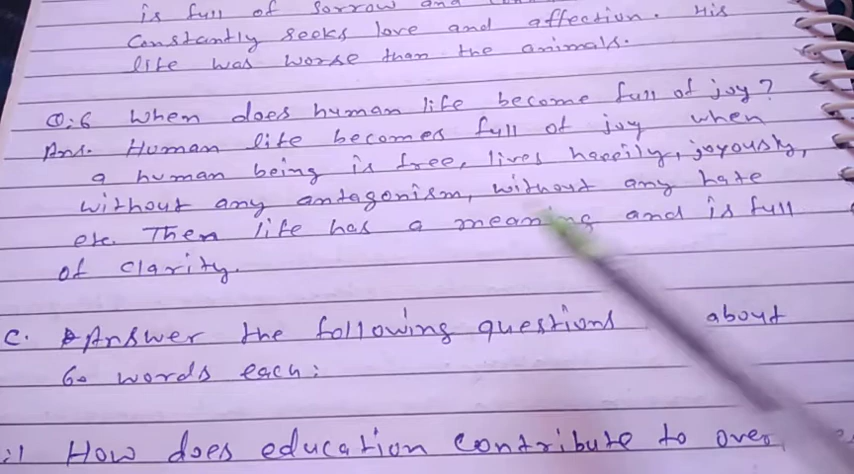 is full of sorrow and
constantly seeks love and affection. His
life was worse than the animals.
Q:6 When does human life become full of joy?
Ans. Human life becomes full of joy when
a human being is free, lives happily, joyously,
without any antagonism, without any hate
etc. Then life has a meaning and is full
of clarity.
C. Answer the following questions about
60 words each:
:1 How does education contribute to over